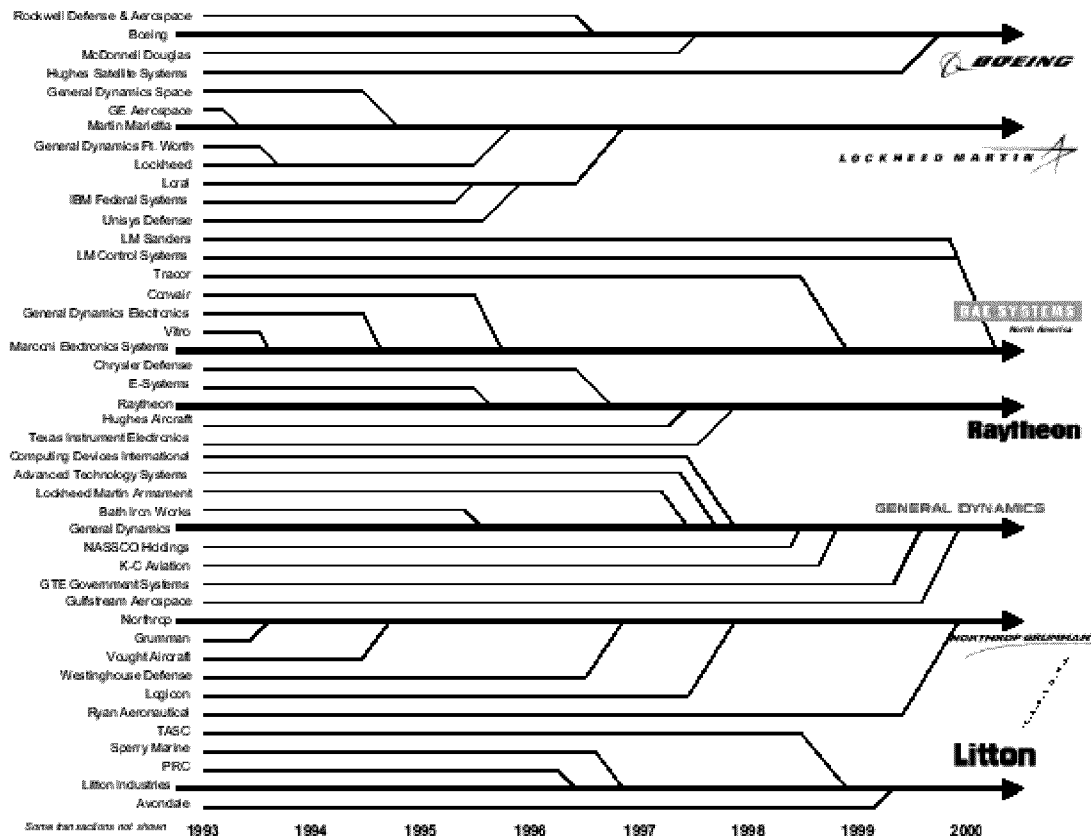 Rockwell Defense & Aerospace
Boeing
McDonnell Douglas
Hughes Satellite Systems
BOEING
General Dynamics Space
GE Aerospace
Martin Marietta
General Dynamics Ft. Worth
LOCKHEED MARTIN
Lockheed
Loral
IBM Federal Systems
Unisys Defense
LM Sanders
LM Control Systems
Tracor
Convair
General Dynamics Electronics
BAE SYSTEMS
North America
Vitro
Marconi Electronics Systems
Chrysler Defense
E-Systems
Raytheon
Hughes Aircraft
Raytheon
Texas Instrument Electronics
Computing Devices International
Advanced Technology Systems
Lockheed Martin Armament
Bath Iron Works
GENERAL DYNAMICS
General Dynamics
NASSCO Holdings
K-C Aviation
GTE Government Systems
Gulfstream Aerospace
Northrop
Grumman
NORTHROP GRUMMAN
Vought Aircraft
Westinghouse Defense
Logicon
Ryan Aeronautical
TASC
Sperry Marine
Litton
PRC
Litton Industries
Avondale
Some transactions not shown
1993 1994 1995 1996 1997 1998 1999 2000